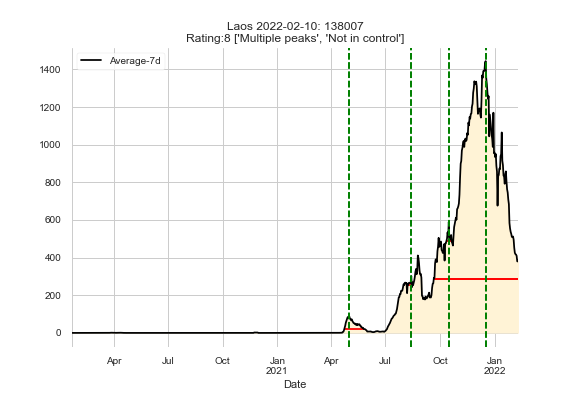 Laos 2022-02-10: 138007
Rating:8 ['Multiple peaks', 'Not in control']
Average-7d
1400
1200
1000
800
600
400
200
0
Apr Jul Oct Jan Apr Jul Oct Jan
2021 2022
Date